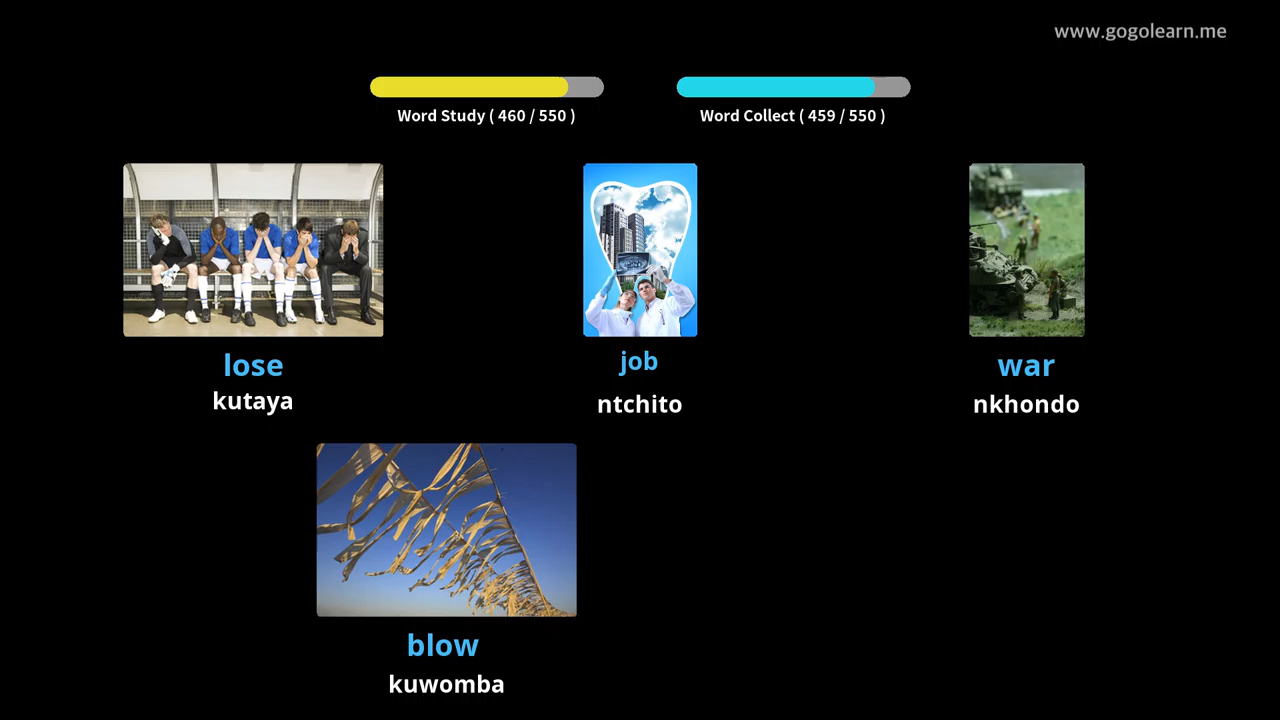 www.gogolearn.me
Word Study ( 460 / 550 )
Word Collect ( 459 / 550 )
lose
kutaya
job
ntchito
war
nkhondo
blow
kuwomba